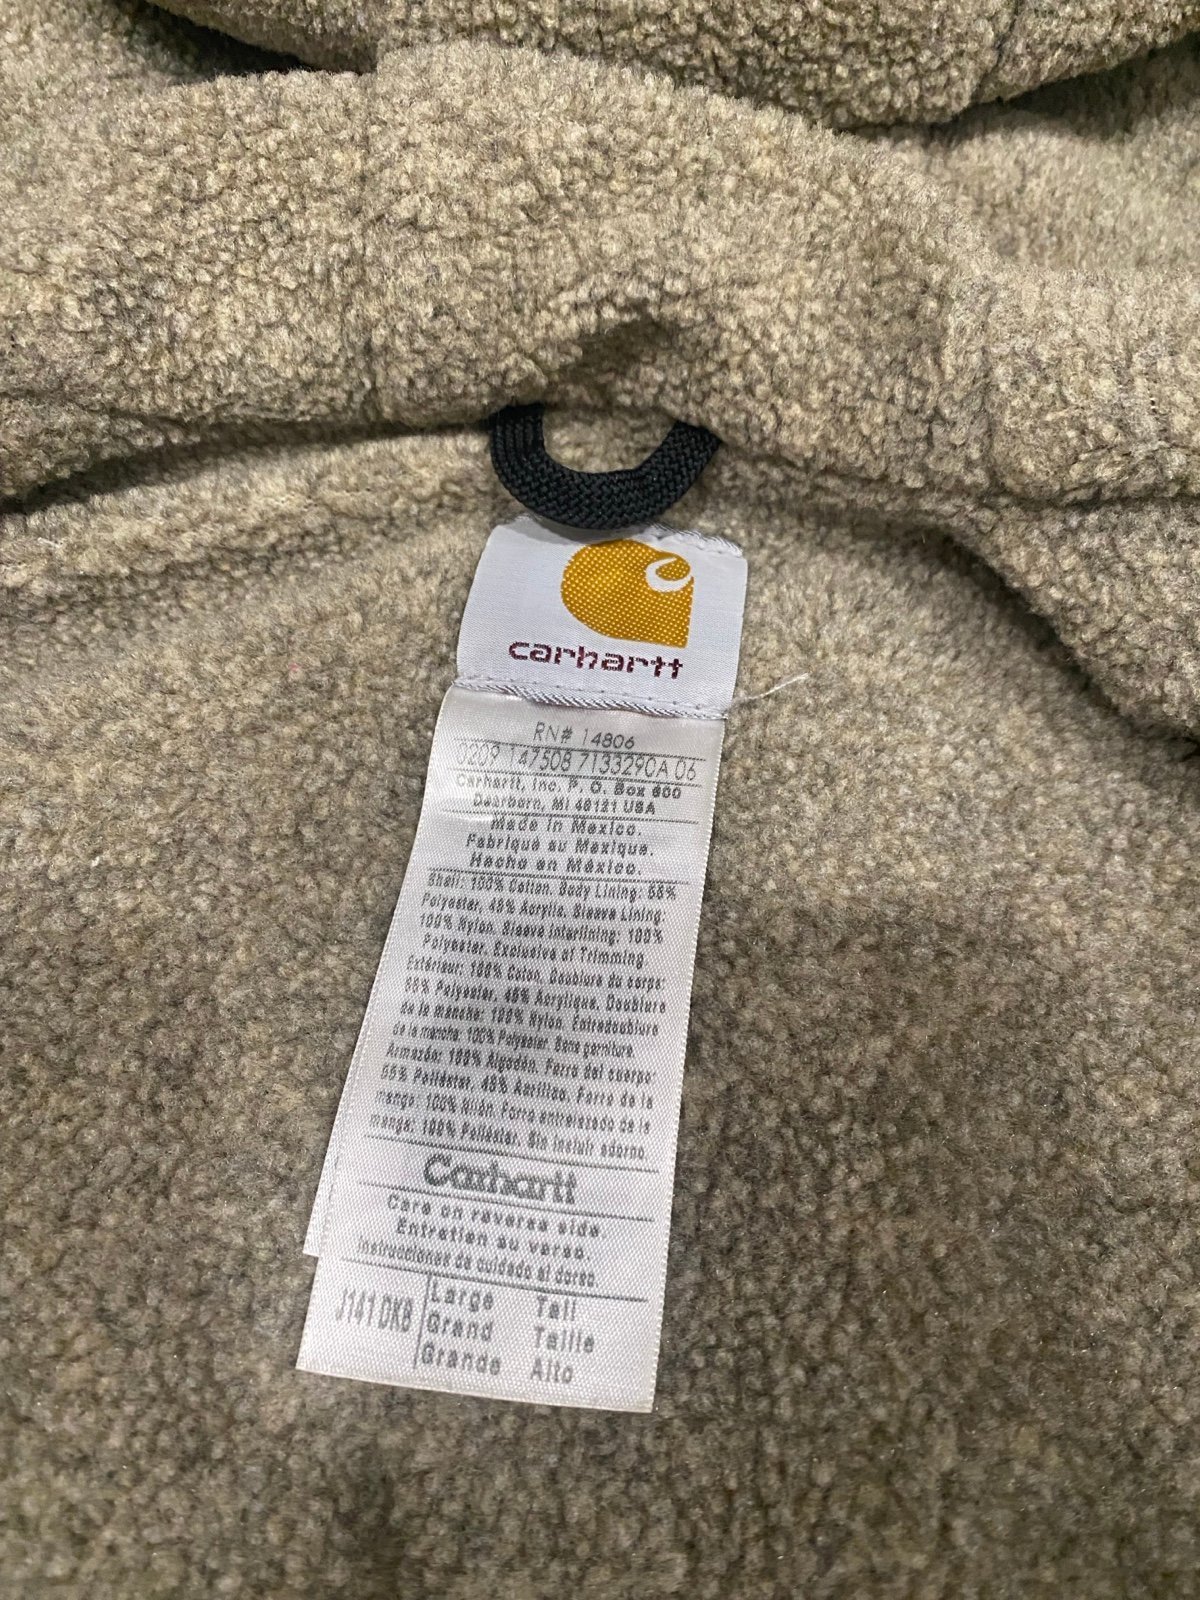 carhartt
RN# 14806
0209 147508 7133290A 06
Carhartt, Inc. P. O. Box 600
Dearborn, MI 48121 USA
Made in Mexico.
Fabriqué au Mexique.
Hecho en México.
Shell: 100% Cotton. Body Lining: 55%
Polyester, 45% Acrylic. Sleeve Lining:
100% Nylon. Sleeve Interlining: 100%
Polyester. Exclusive of Trimming
Extérieur: 100% Coton. Doublure du corps:
55% Polyester, 45% Acrylique. Doublure
de la manche: 100% Nylon. Entredoublure
de la manche: 100% Polyester. Sans garniture.
Armazón: 100% Algodón. Forro del cuerpo:
55% Poliéster, 45% Acrílico. Forro de la
manga: 100% Nilón. Forro entrelazado de la
manga: 100% Poliéster. Sin incluir adorno.
Carhartt
Care on reverse side.
Entretien au verso.
Instrucciones de cuidado al dorso
J141 DKB Large Tall
Grand Taille
Grande Alto